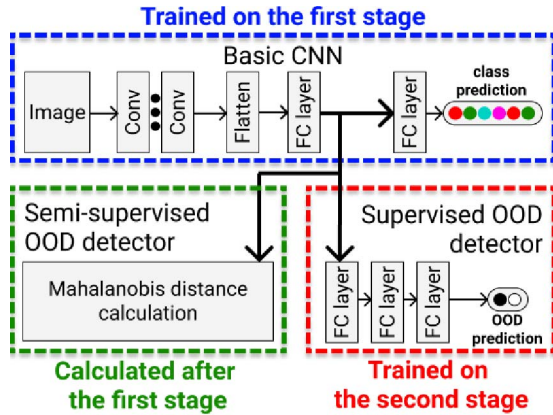 Trained on the first stage
Basic CNN
Image
Conv
Conv
Flatten
FC layer
FC layer
class
prediction
Semi-supervised
OOD detector
Mahalanobis distance
calculation
Calculated after
the first stage
Supervised OOD
detector
FC layer
FC layer
FC layer
OOD
prediction
Trained on
the second stage